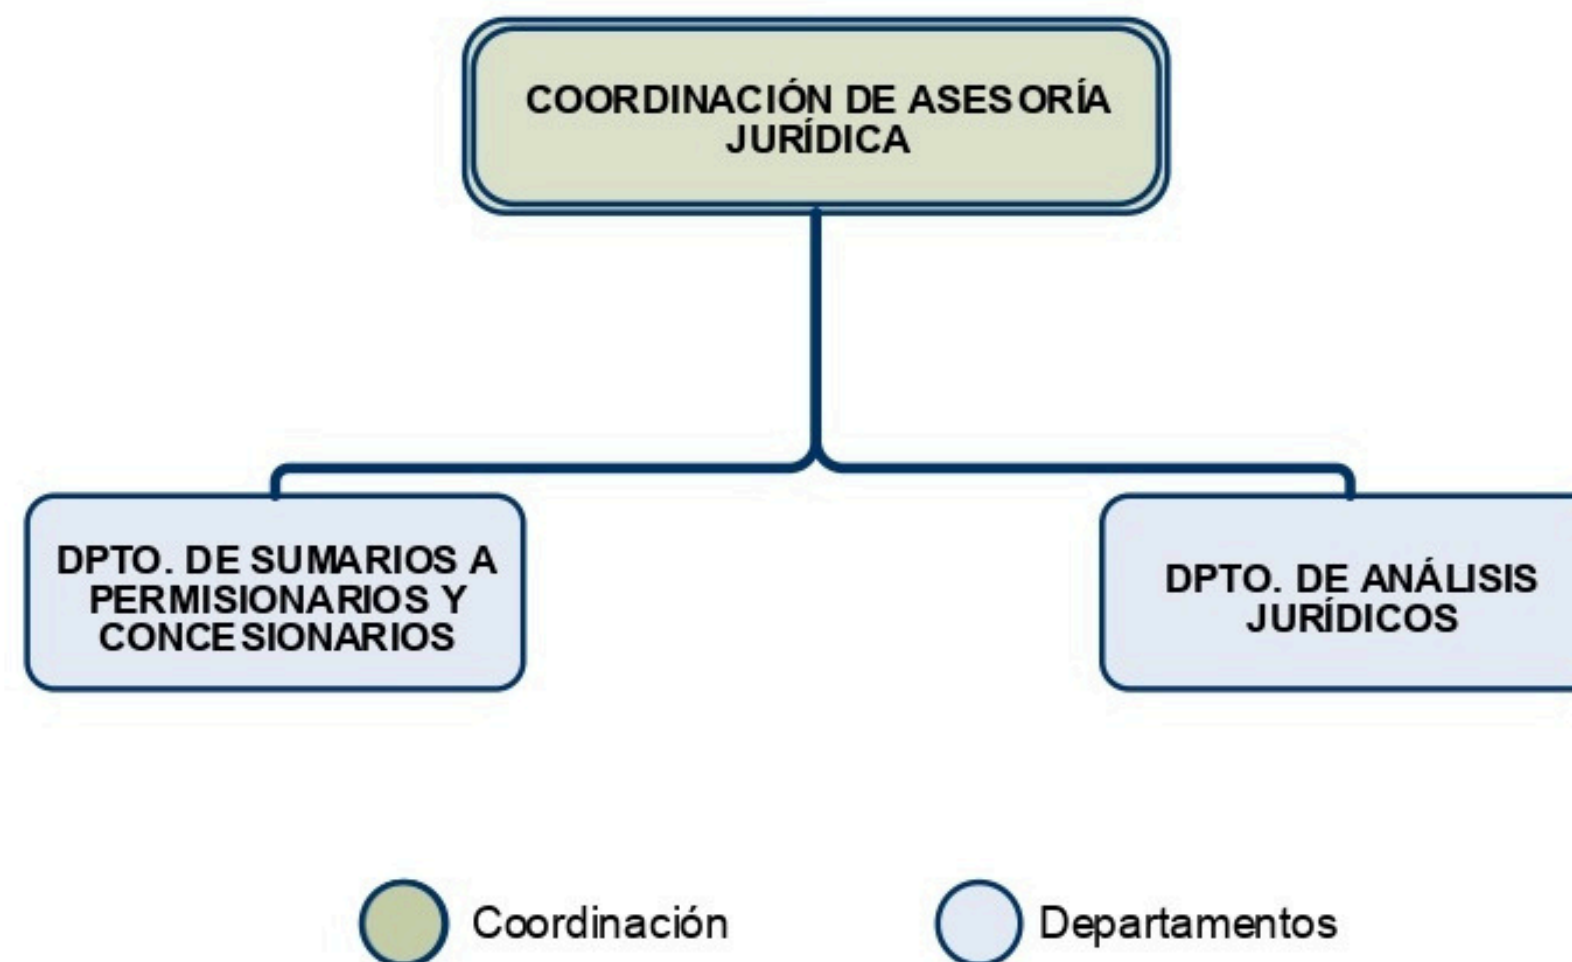 COORDINACIÓN DE ASESORÍA
JURÍDICA
DPTO. DE SUMARIOS A
PERMISIONARIOS Y
CONCESIONARIOS
DPTO. DE ANÁLISIS
JURÍDICOS
Coordinación
Departamentos